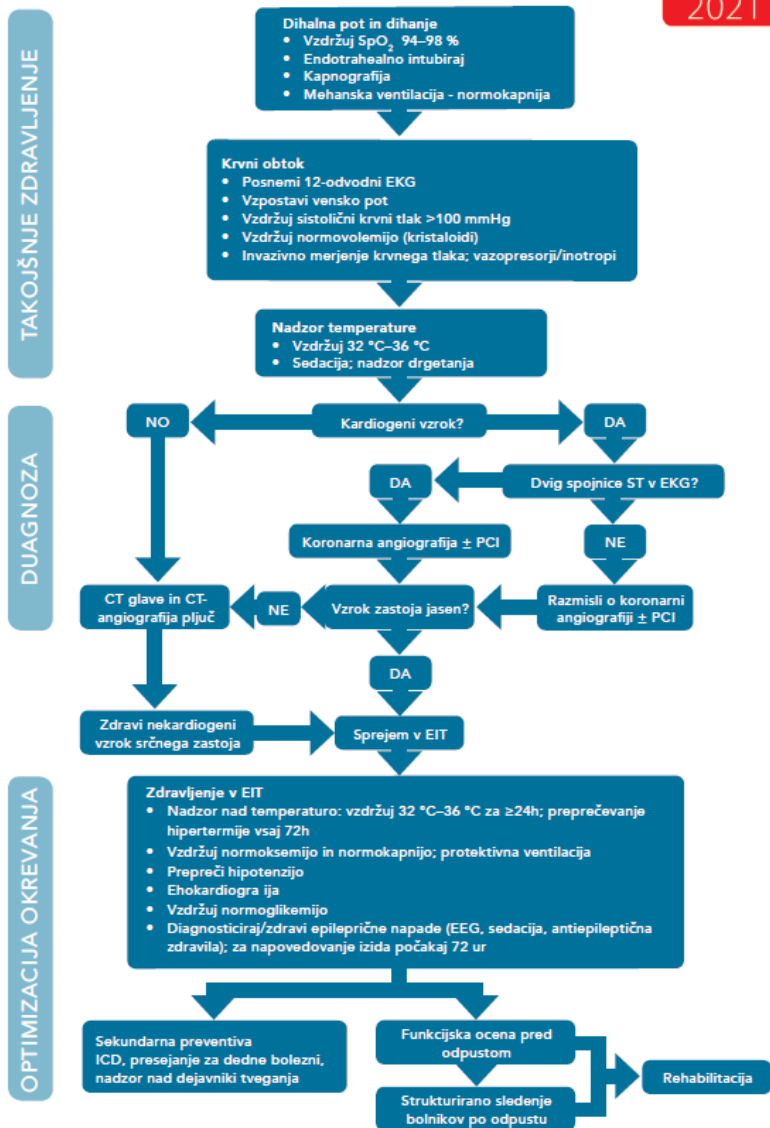 2021
TAKOJŠNJE ZDRAVLJENJE
Dihalna pot in dihanje
• Vzdržuj SpO₂ 94–98 %
• Endotrahealno intubiraj
• Kapnografija
• Mehanska ventilacija - normokapnija
Krvni obtok
• Posnemi 12-odvodni EKG
• Vzpostavi vensko pot
• Vzdržuj sistolični krvni tlak >100 mmHg
• Vzdržuj normovolemijo (kristaloidi)
• Invazivno merjenje krvnega tlaka; vazopresorji/inotropi
Nadzor temperature
• Vzdržuj 32 °C–36 °C
• Sedacija; nadzor drgetanja
DUAGNOZA
NO
Kardiogeni vzrok?
DA
DA
Dvig spojnice ST v EKG?
Koronarna angiografija ± PCI
NE
CT glave in CT-
angiografija pljuč
NE
Vzrok zastoja jasen?
Razmisli o koronarni
angiografiji ± PCI
DA
Zdravi nekardiogeni
vzrok srčnega zastoja
Sprejem v EIT
OPTIMIZACIJA OKREVANJA
Zdravljenje v EIT
• Nadzor nad temperaturo: vzdržuj 32 °C–36 °C za ≥24h; preprečevanje
hipertermije vsaj 72h
• Vzdržuj normoksemijo in normokapnijo; protektivna ventilacija
• Prepreči hipotenzijo
• Ehokardiogra ija
• Vzdržuj normoglikemijo
• Diagnosticiraj/zdravi epileprične napade (EEG, sedacija, antiepileptična
zdravila); za napovedovanje izida počakaj 72 ur
Sekundarna preventiva
ICD, presejanje za dedne bolezni,
nadzor nad dejavniki tveganja
Funkcijska ocena pred
odpustom
Strukturirano sledenje
bolnikov po odpustu
Rehabilitacija